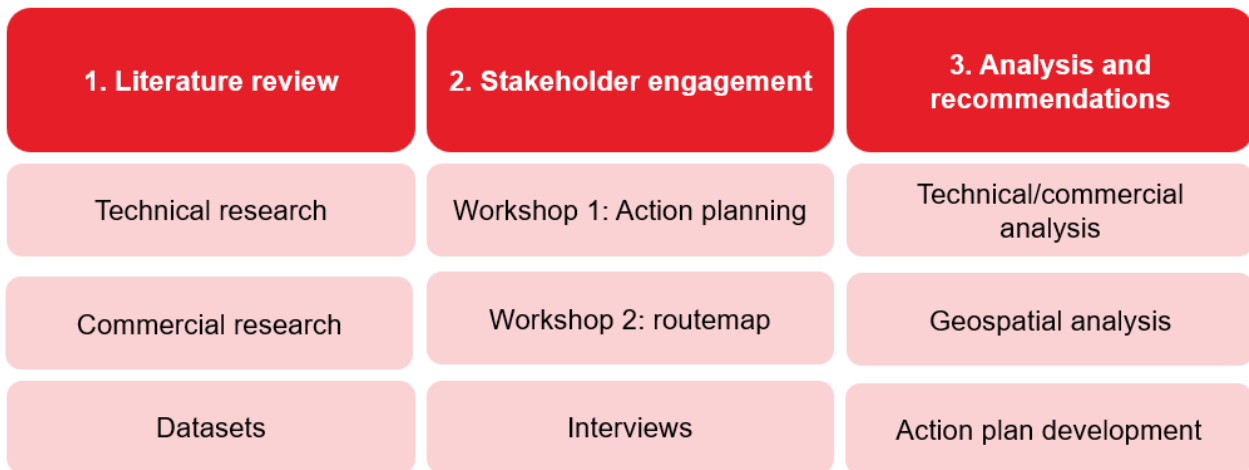 1. Literature review
Technical research
Commercial research
Datasets
2. Stakeholder engagement
Workshop 1: Action planning
Workshop 2: routemap
Interviews
3. Analysis and
recommendations
Technical/commercial
analysis
Geospatial analysis
Action plan development